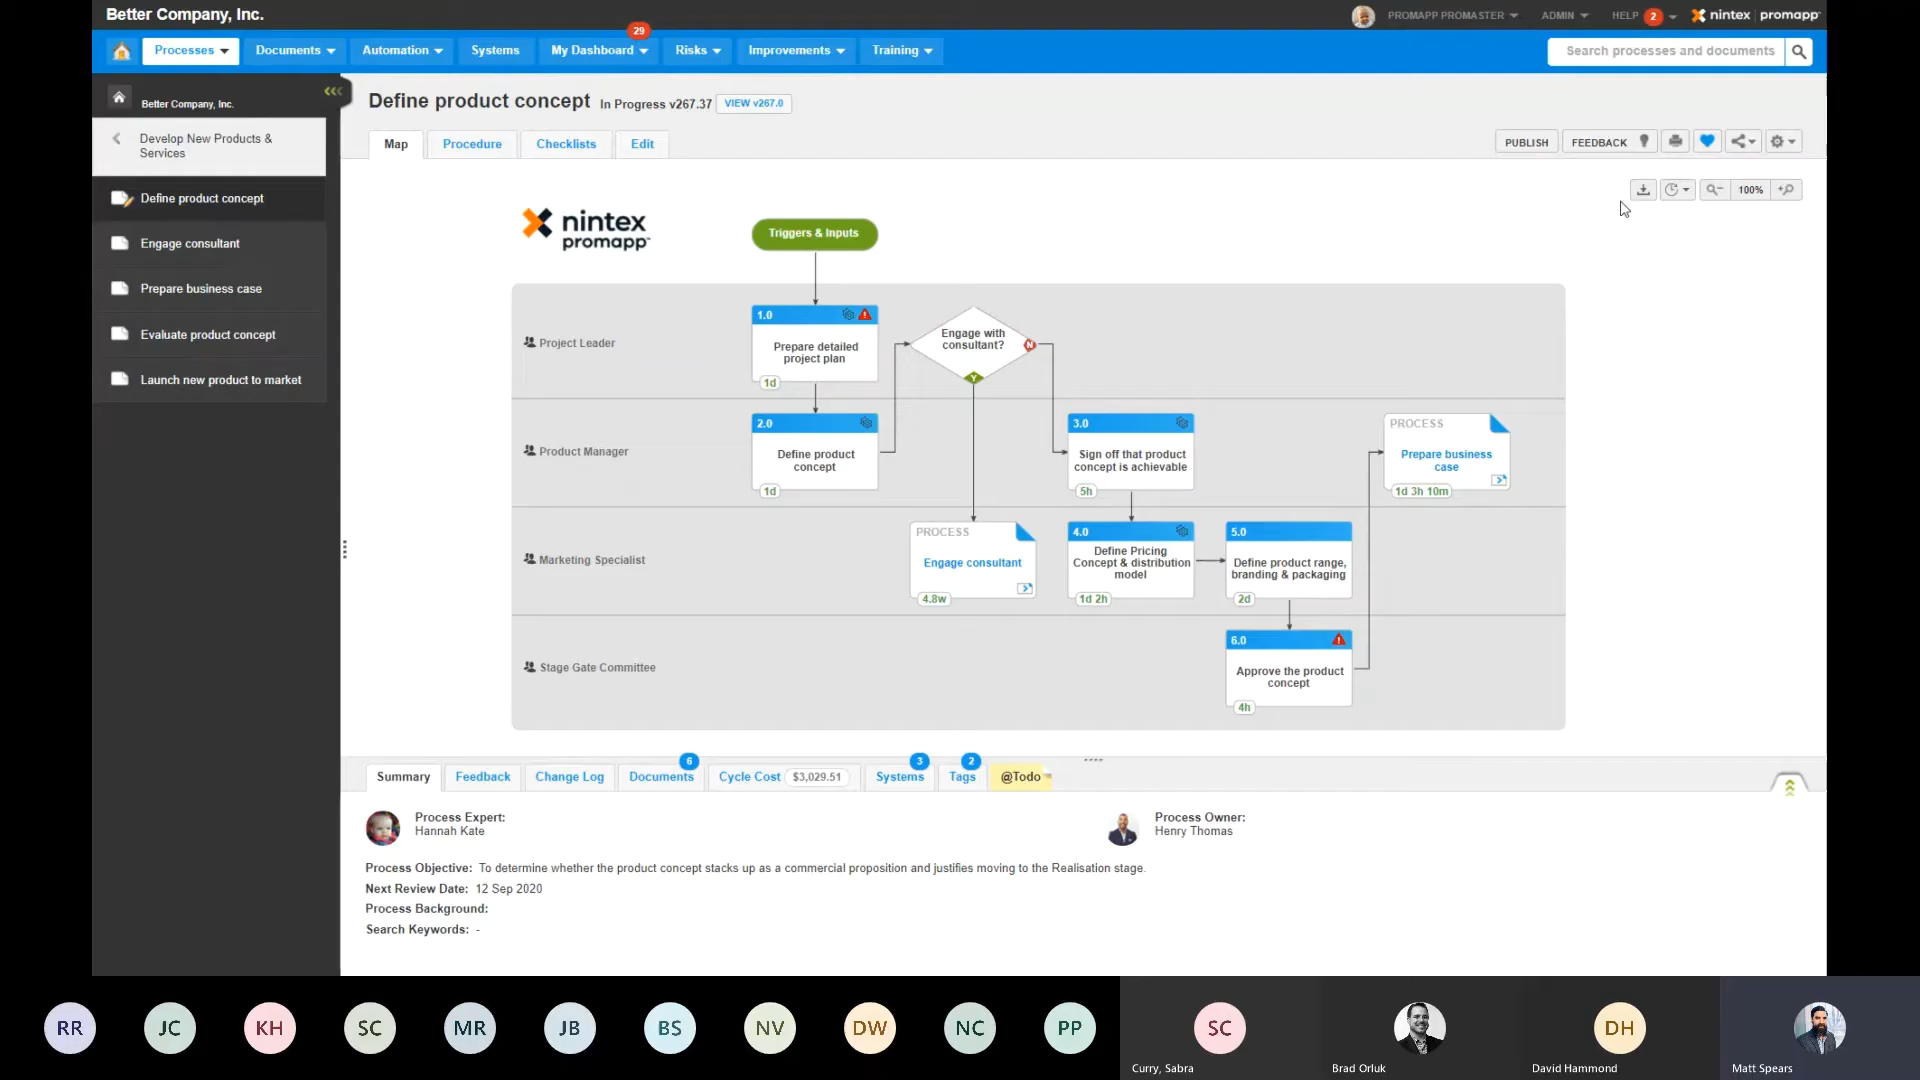 Better Company, Inc.
PROMAPP PROMASTER
ADMIN
HELP 2
nintex | promapp
Processes
Documents
Automation
Systems
My Dashboard
29
Risks
Improvements
Training
Search processes and documents
Better Company, Inc.
Develop New Products &
Services
Define product concept
Engage consultant
Prepare business case
Evaluate product concept
Launch new product to market
Define product concept In Progress v267.37 VIEW v267.0
Map
Procedure
Checklists
Edit
PUBLISH
FEEDBACK
100%
nintex
promapp
Triggers & Inputs
Project Leader
1.0
Prepare detailed
project plan
1d
Engage with
consultant?
N
Y
Product Manager
2.0
Define product
concept
1d
3.0
Sign off that product
concept is achievable
5h
PROCESS
Prepare business
case
1d 3h 10m
Marketing Specialist
PROCESS
Engage consultant
4.8w
4.0
Define Pricing
Concept & distribution
model
1d 2h
5.0
Define product range,
branding & packaging
2d
Stage Gate Committee
6.0
Approve the product
concept
4h
Summary
Feedback
Change Log
Documents
6
Cycle Cost $3,029.51
Systems
3
Tags
2
@Todo
Process Expert:
Hannah Kate
Process Owner:
Henry Thomas
Process Objective: To determine whether the product concept stacks up as a commercial proposition and justifies moving to the Realisation stage.
Next Review Date: 12 Sep 2020
Process Background:
Search Keywords: -
RR
JC
KH
SC
MR
JB
BS
NV
DW
NC
PP
SC
DH
Curry, Sabra
Brad Orluk
David Hammond
Matt Spears